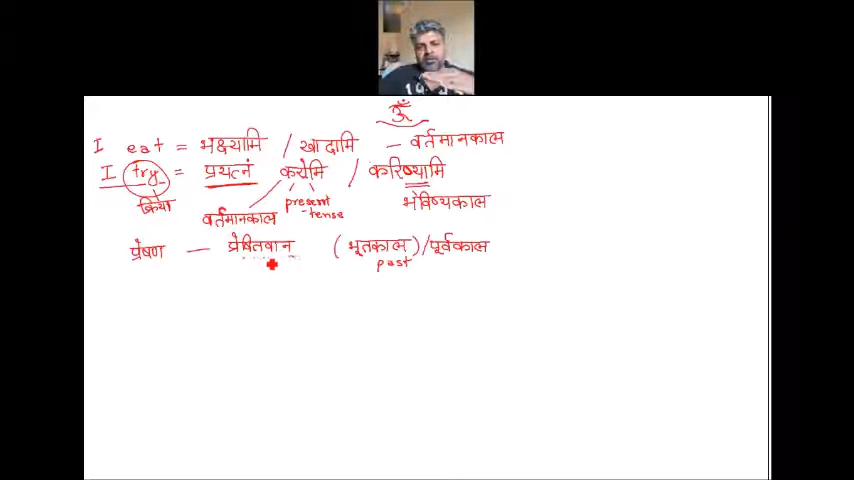 ॐ
I eat = भक्ष्यामि / खादामि – वर्तमानकाल
I try = प्रयत्नं करोमि / करिष्यामि
क्रिया वर्तमानकाल present tense भविष्यकाल
प्रेषण — प्रेषितवान (भूतकाल) / पूर्वकाल
past